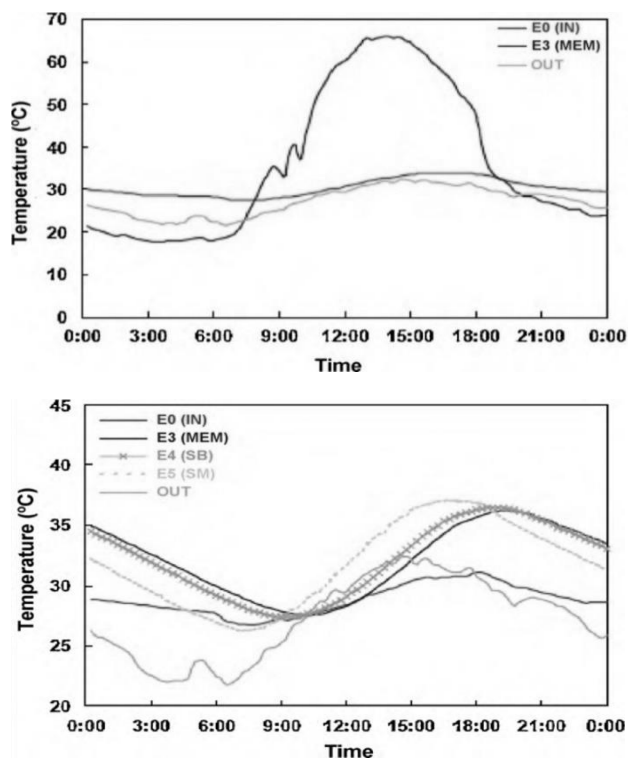 70
60
50
40
30
20
10
0
Temperature (ºC)
E0 (IN)
E3 (MEM)
OUT
0:00 3:00 6:00 9:00 12:00 15:00 18:00 21:00 0:00
Time
45
40
35
30
25
20
Temperature (ºC)
E0 (IN)
E3 (MEM)
E4 (SB)
E5 (SM)
OUT
0:00 3:00 6:00 9:00 12:00 15:00 18:00 21:00 0:00
Time